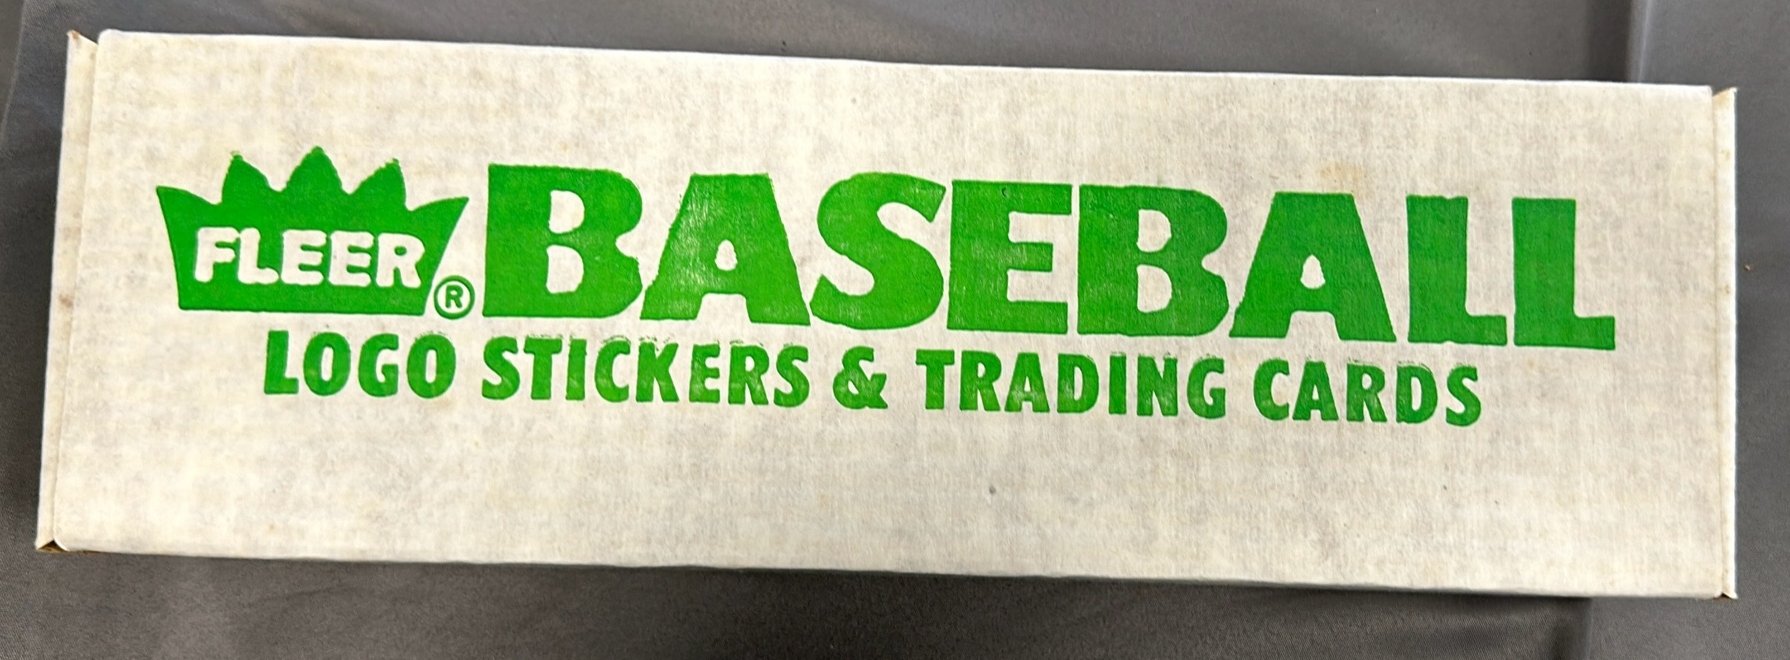 FLEER® BASEBALL
LOGO STICKERS & TRADING CARDS